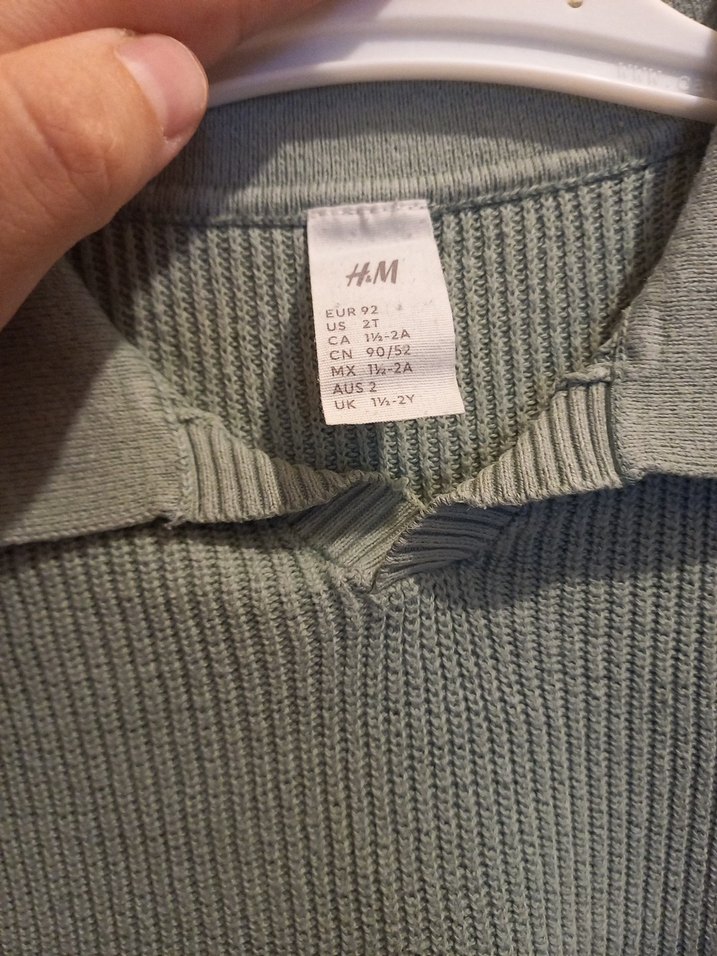 H&M
EUR 92
US 2T
CA 1½-2A
CN 90/52
MX 1½-2A
AUS 2
UK 1½-2Y